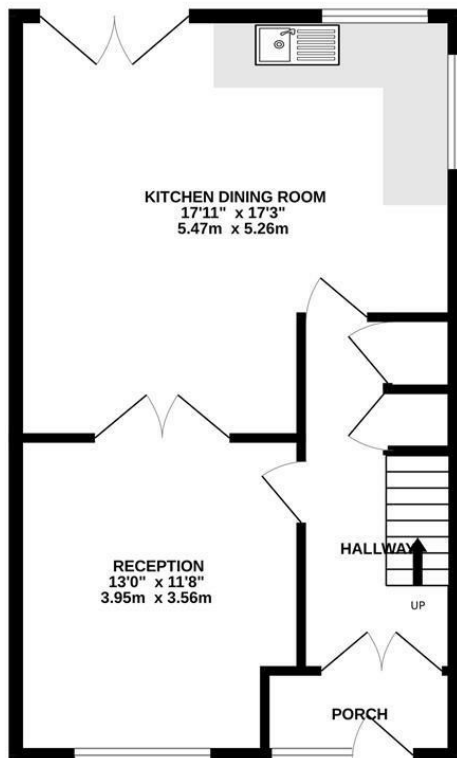 KITCHEN DINING ROOM
17'11" x 17'3"
5.47m x 5.26m
RECEPTION
13'0" x 11'8"
3.95m x 3.56m
HALLWAY
UP
PORCH